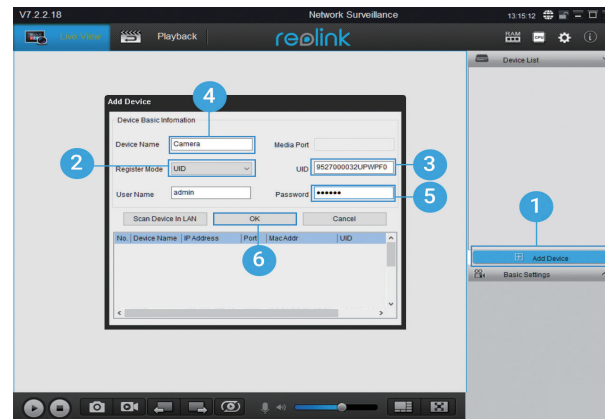 V7.2.2.18 Network Surveillance 13:15:12
Live View Playback reolink RAM CPU
Device List
Add Device
4
Device Basic Infomation
Device Name Camera Media Port
2 Register Mode UID UID 9527000032UPWPF0 3
User Name admin Password •••••• 5
1
Scan Device In LAN OK Cancel
No. Device Name IP Address Port MacAddr UID
6
Add Device
Basic Settings